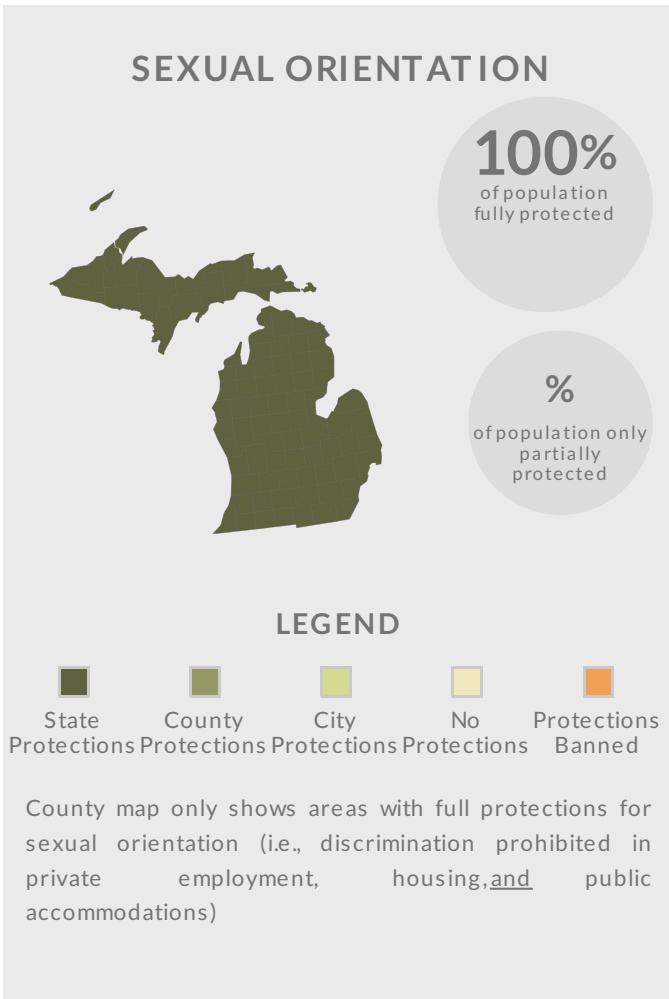 SEXUAL ORIENTATION
100%
of population
fully protected
%
of population only
partially
protected
LEGEND
State
Protections
County
Protections
City
Protections
No
Protections
Protections
Banned
County map only shows areas with full protections for
sexual orientation (i.e., discrimination prohibited in
private employment, housing, and public
accommodations)